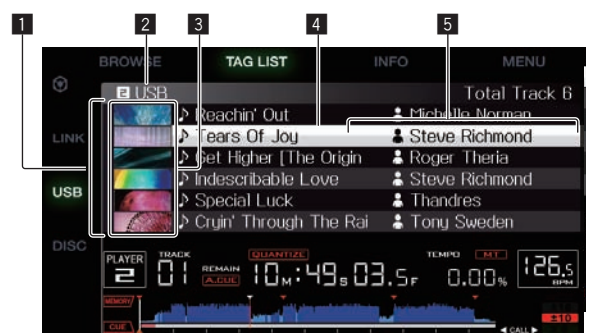 1 2 3 4 5
BROWSE TAG LIST INFO MENU
2 USB Total Track 6
Reachin' Out Michelle Norman
LINK Tears Of Joy Steve Richmond
Get Higher [The Origin Roger Theria
USB Indescribable Love Steve Richmond
Special Luck Thandres
Cryin' Through The Rai Tony Sweden
DISC
PLAYER 2 TRACK 01 REMAIN A.CUE QUANTIZE 10M:49S03.5F TEMPO MT 0.00% 126.5 BPM
MEMORY
CUE CALL ±10